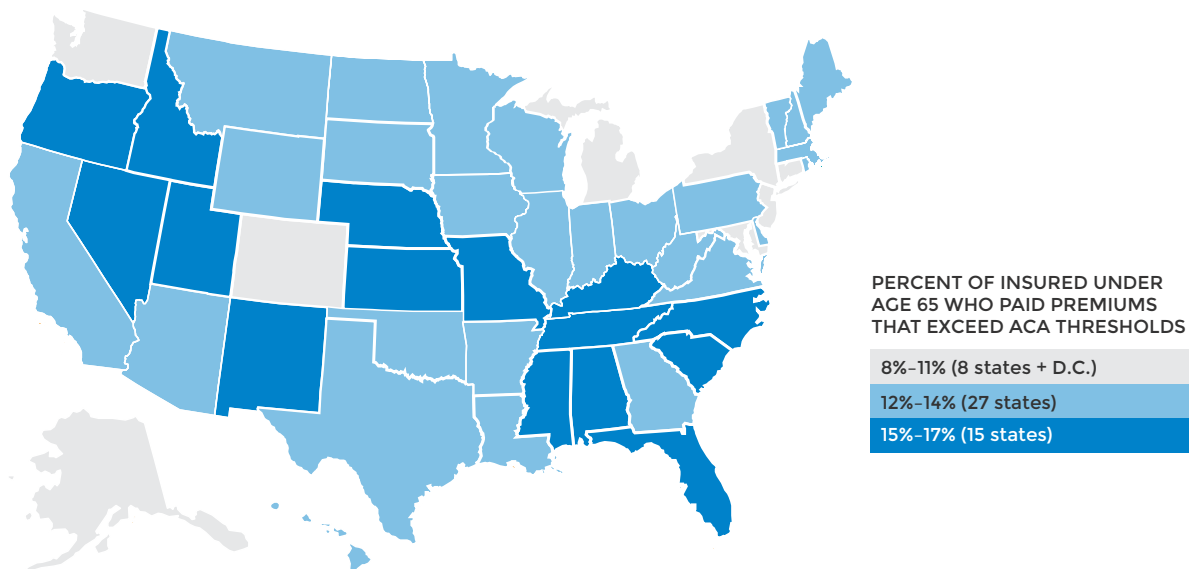 PERCENT OF INSURED UNDER
AGE 65 WHO PAID PREMIUMS
THAT EXCEED ACA THRESHOLDS
8%–11% (8 states + D.C.)
12%–14% (27 states)
15%–17% (15 states)